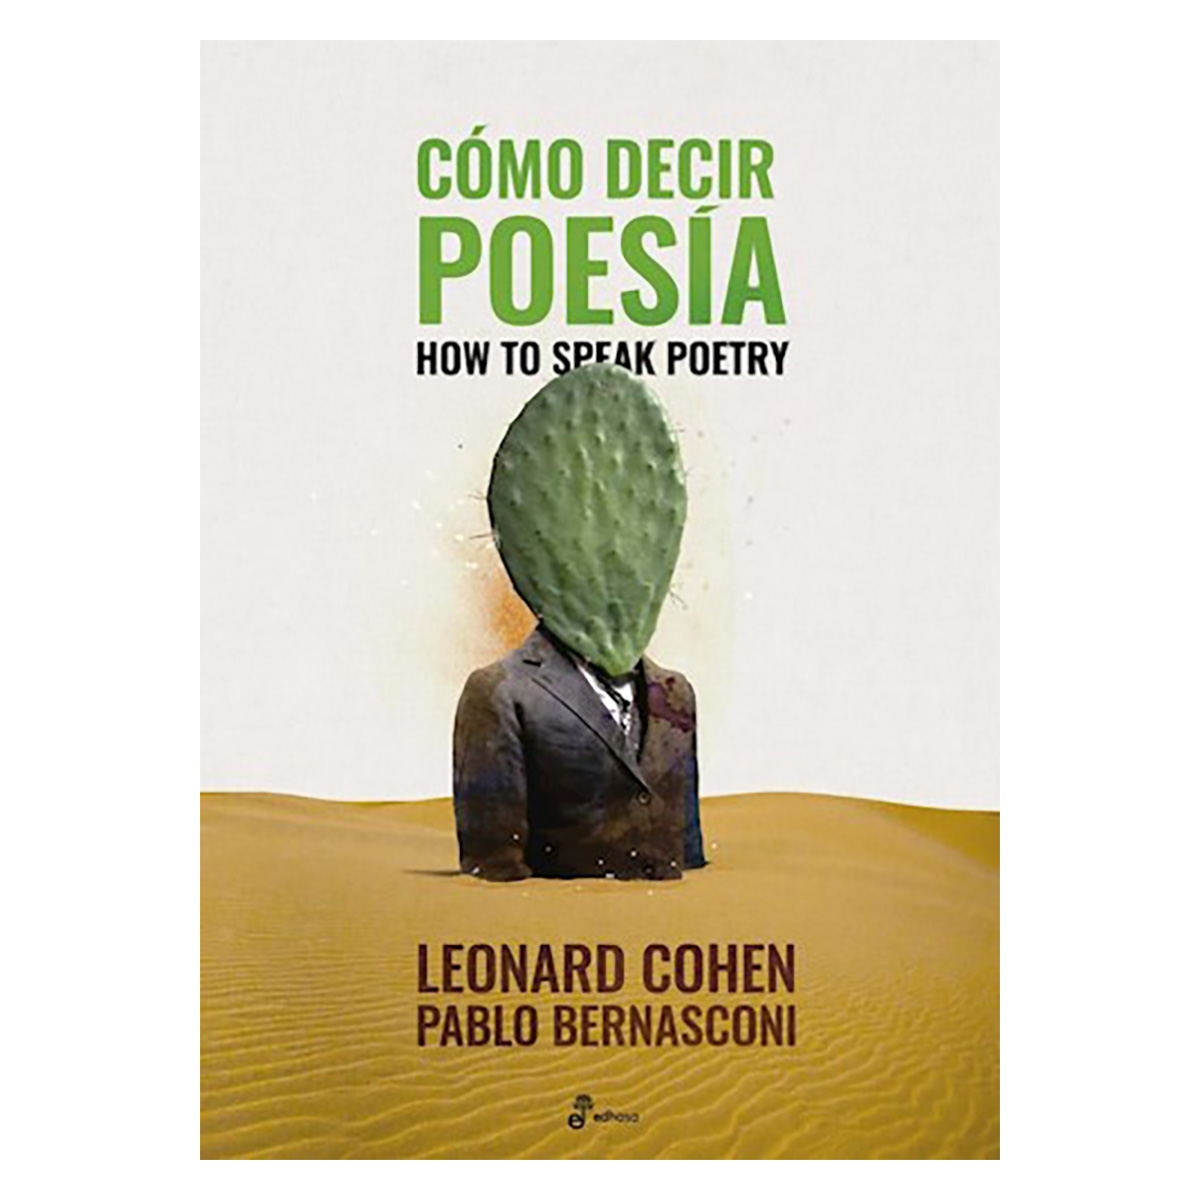 CÓMO DECIR
POESÍA
HOW TO SPEAK POETRY
LEONARD COHEN
PABLO BERNASCONI
edhasa